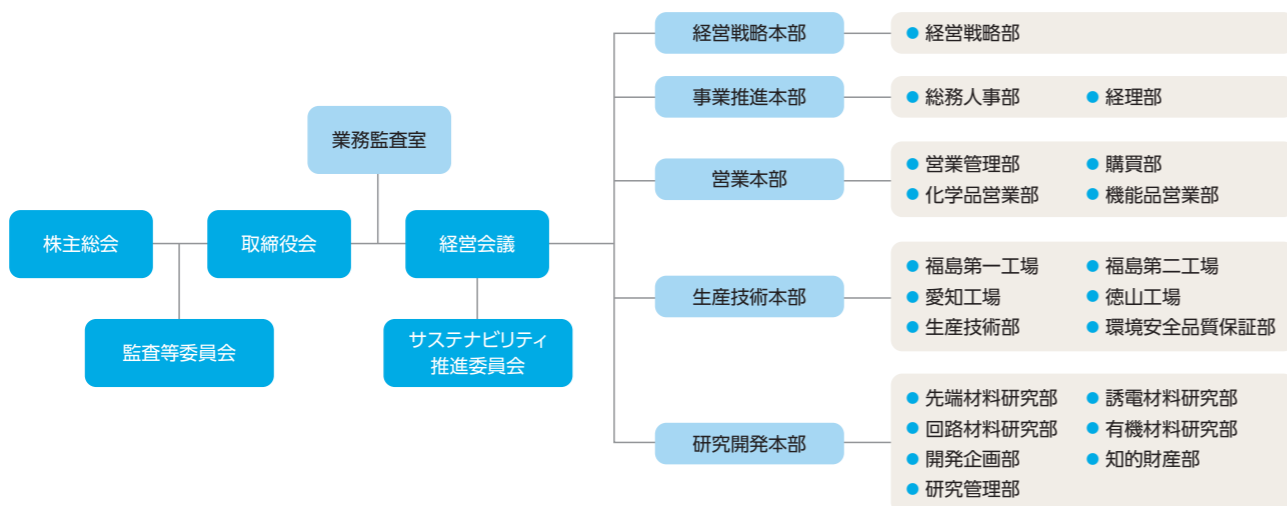 経営戦略本部
● 経営戦略部
事業推進本部
● 総務人事部 ● 経理部
業務監査室
営業本部
● 営業管理部 ● 購買部
● 化学品営業部 ● 機能品営業部
株主総会
取締役会
経営会議
監査等委員会
サステナビリティ
推進委員会
生産技術本部
● 福島第一工場 ● 福島第二工場
● 愛知工場 ● 徳山工場
● 生産技術部 ● 環境安全品質保証部
研究開発本部
● 先端材料研究部 ● 誘電材料研究部
● 回路材料研究部 ● 有機材料研究部
● 開発企画部 ● 知的財産部
● 研究管理部